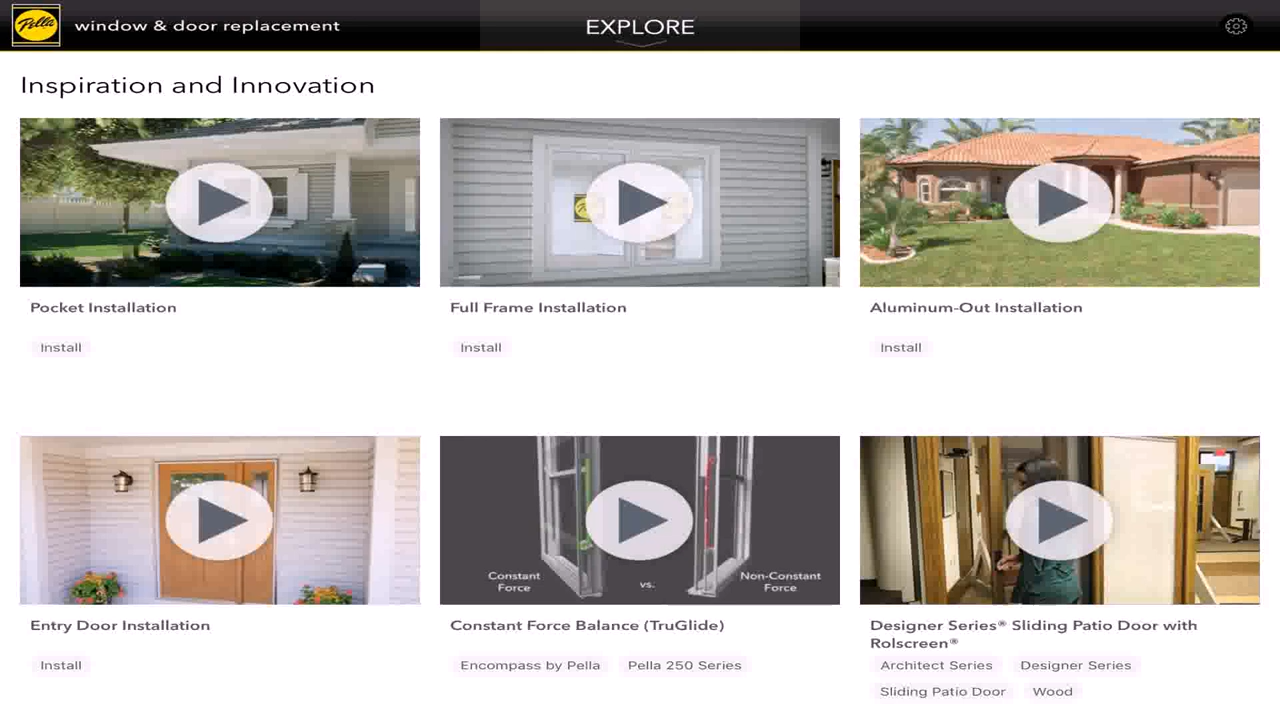 Pella
window & door replacement
EXPLORE
Inspiration and Innovation
Pocket Installation
Full Frame Installation
Aluminum-Out Installation
Install
Install
Install
Constant
Force
vs.
Non-Constant
Force
Entry Door Installation
Constant Force Balance (TruGlide)
Designer Series® Sliding Patio Door with
Rolscreen®
Install
Encompass by Pella
Pella 250 Series
Architect Series
Designer Series
Sliding Patio Door
Wood